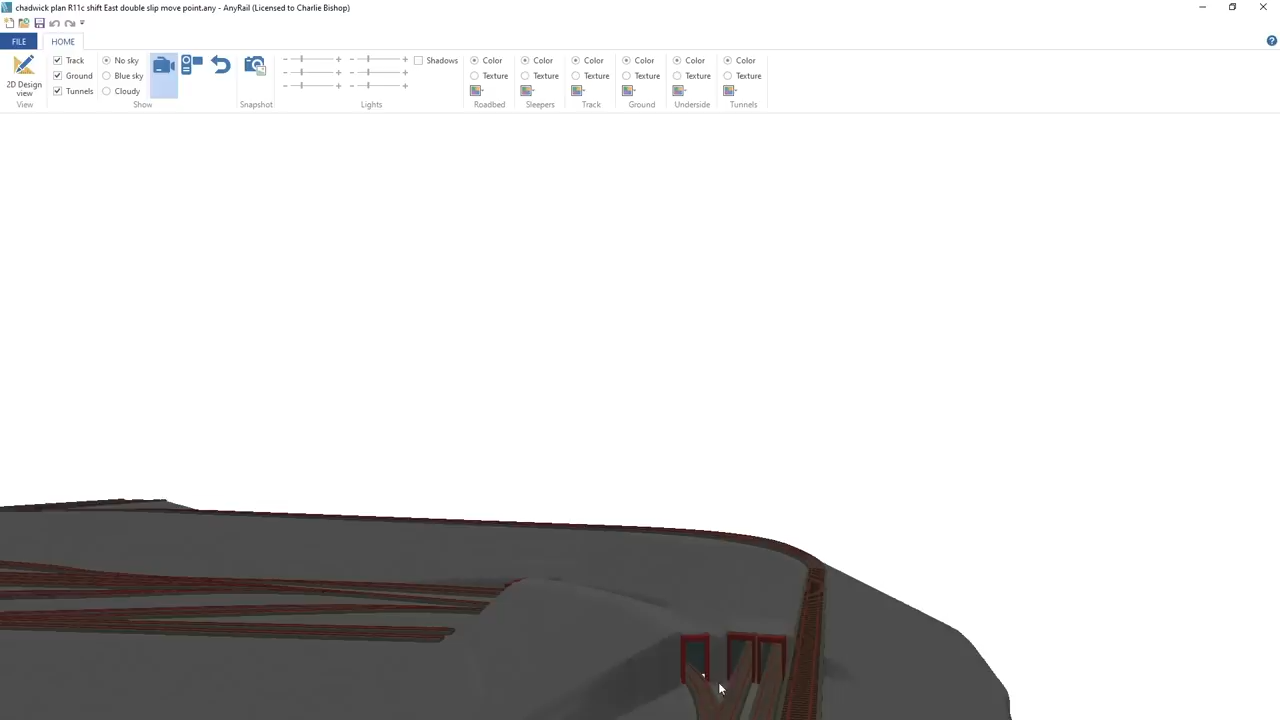 chadwick plan R11c shift East double slip move point.any - AnyRail (Licensed to Charlie Bishop)
FILE HOME
Track No sky Shadows Color Color Color Color Color Color
Ground Blue sky Texture Texture Texture Texture Texture Texture
2D Design
view
Tunnels Cloudy
View Show Snapshot Lights Roadbed Sleepers Track Ground Underside Tunnels